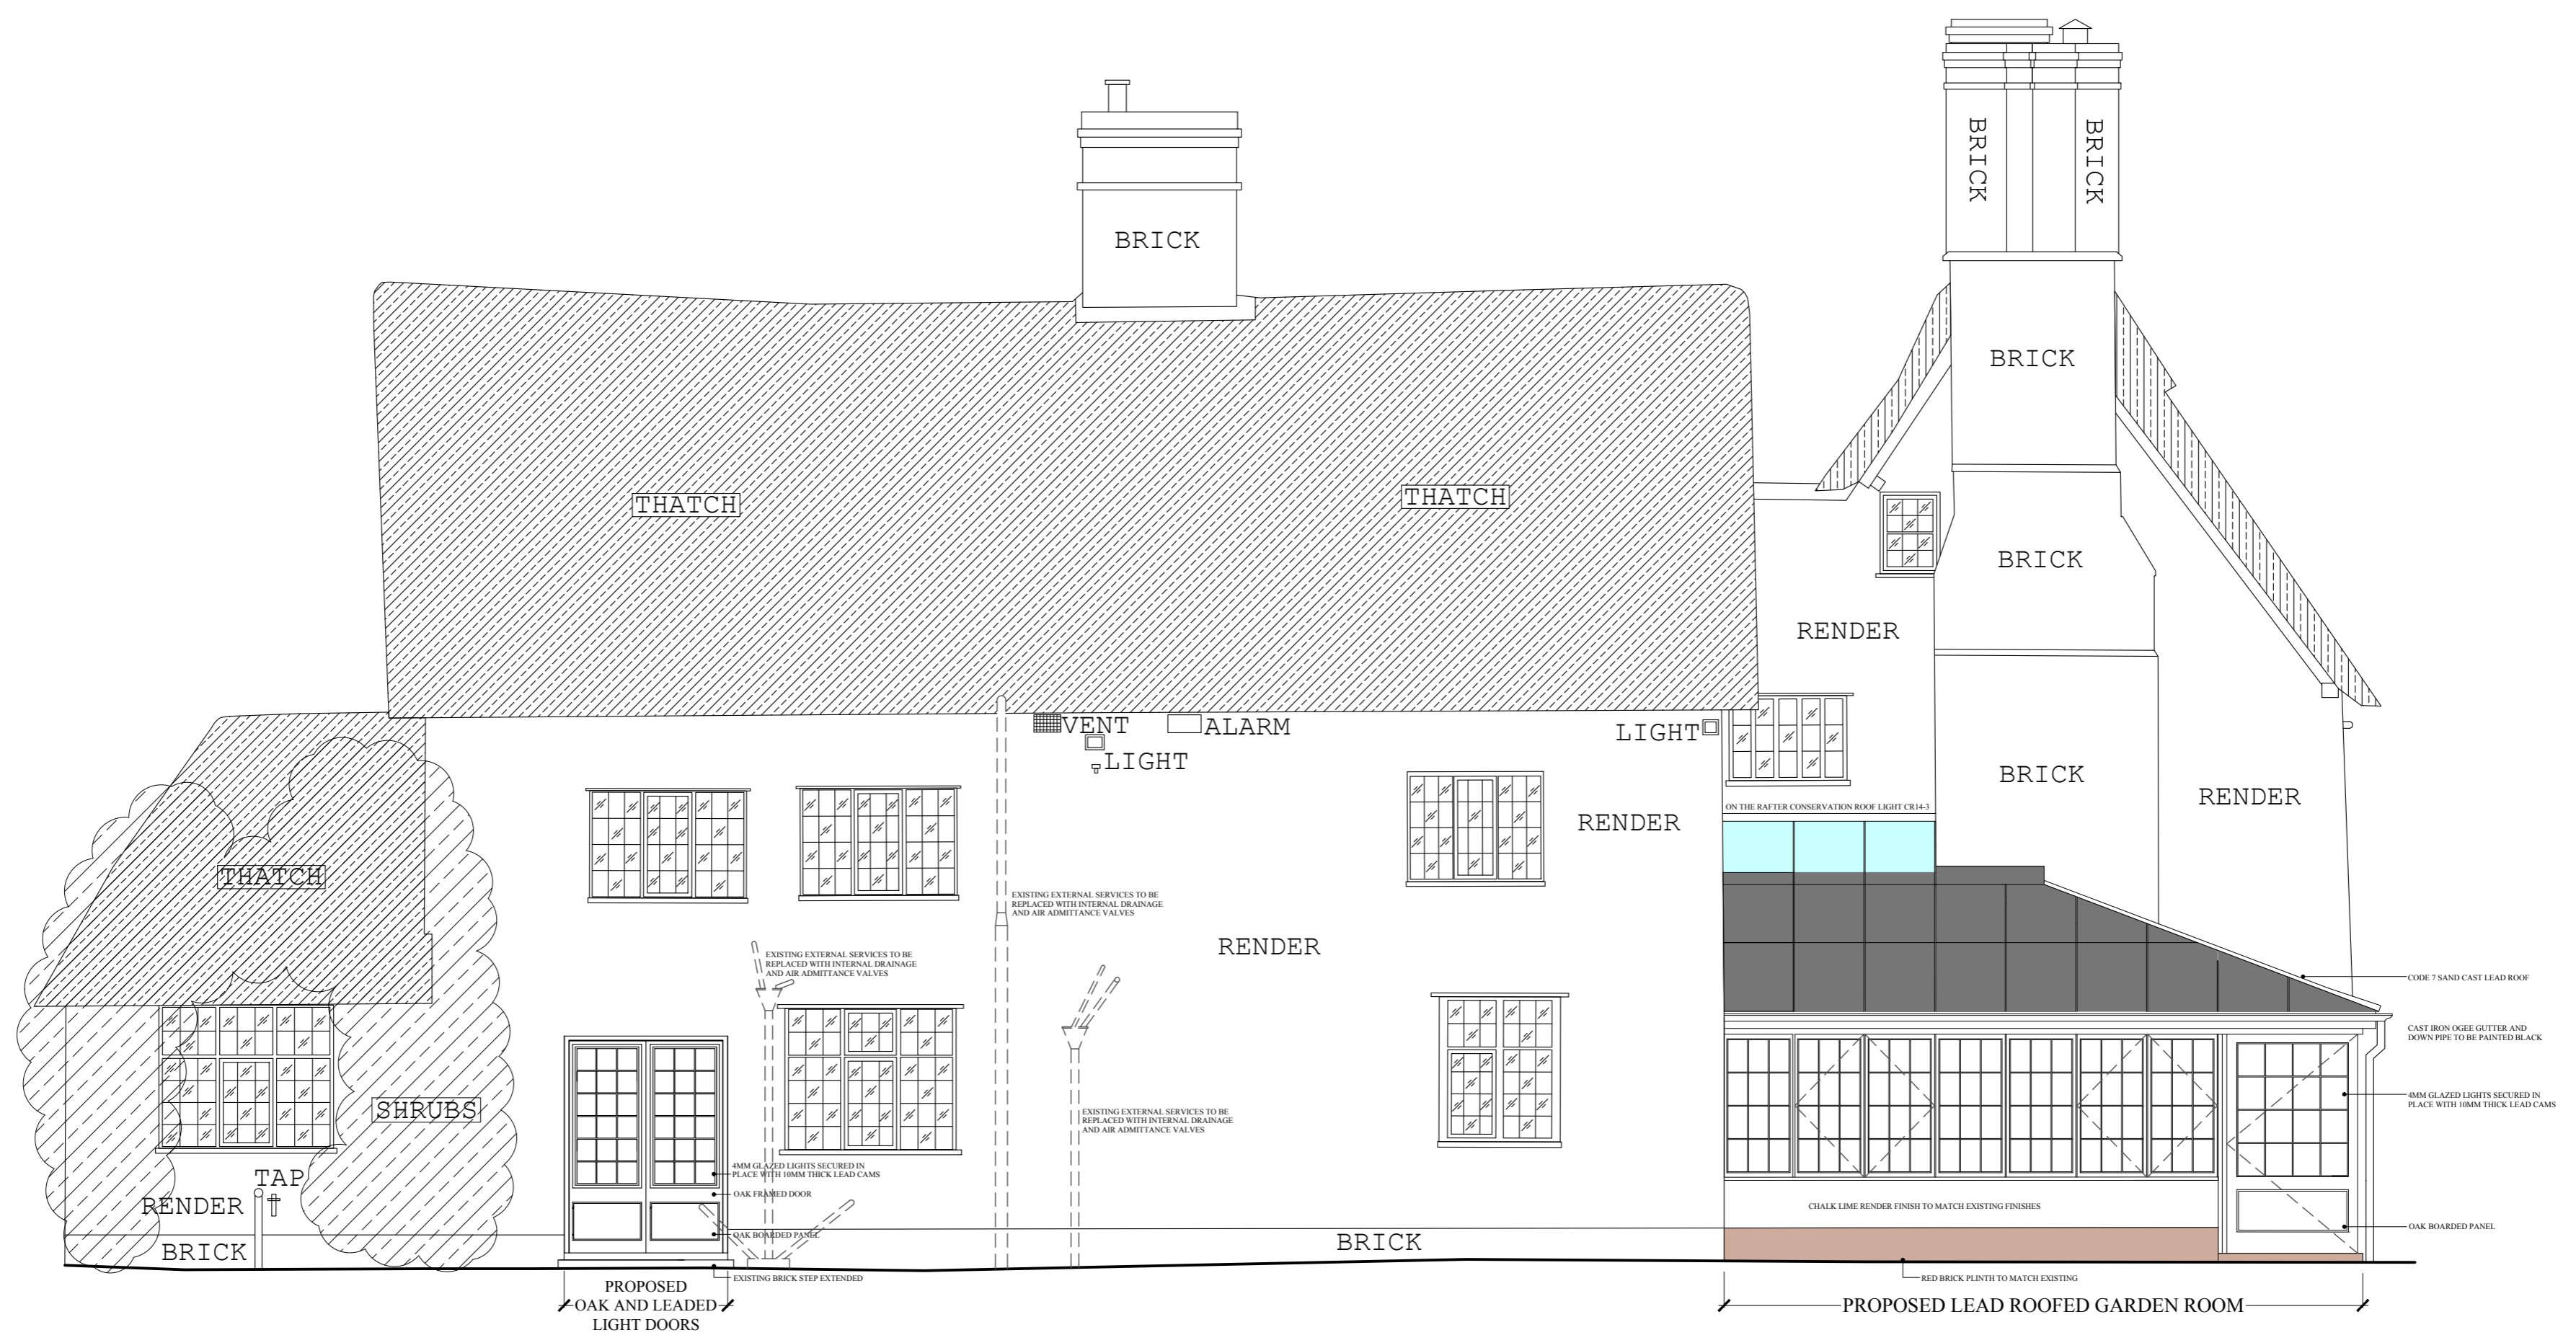 BRICK
BRICK
BRICK
BRICK
THATCH
THATCH
BRICK
RENDER
VENT
ALARM
LIGHT
LIGHT
BRICK
RENDER
ON THE RAFTER CONSERVATION ROOF LIGHT CR14-3
RENDER
THATCH
EXISTING EXTERNAL SERVICES TO BE
REPLACED WITH INTERNAL DRAINAGE
AND AIR ADMITTANCE VALVES
RENDER
EXISTING EXTERNAL SERVICES TO BE
REPLACED WITH INTERNAL DRAINAGE
AND AIR ADMITTANCE VALVES
CODE 7 SAND CAST LEAD ROOF
CAST IRON OGEE GUTTER AND
DOWN PIPE TO BE PAINTED BLACK
SHRUBS
EXISTING EXTERNAL SERVICES TO BE
REPLACED WITH INTERNAL DRAINAGE
AND AIR ADMITTANCE VALVES
4MM GLAZED LIGHTS SECURED IN
PLACE WITH 10MM THICK LEAD CAMS
TAP
RENDER
4MM GLAZED LIGHTS SECURED IN
PLACE WITH 10MM THICK LEAD CAMS
OAK FRAMED DOOR
CHALK LIME RENDER FINISH TO MATCH EXISTING FINISHES
OAK BOARDED PANEL
OAK BOARDED PANEL
BRICK
BRICK
EXISTING BRICK STEP EXTENDED
RED BRICK PLINTH TO MATCH EXISTING
PROPOSED
OAK AND LEADED
LIGHT DOORS
PROPOSED LEAD ROOFED GARDEN ROOM